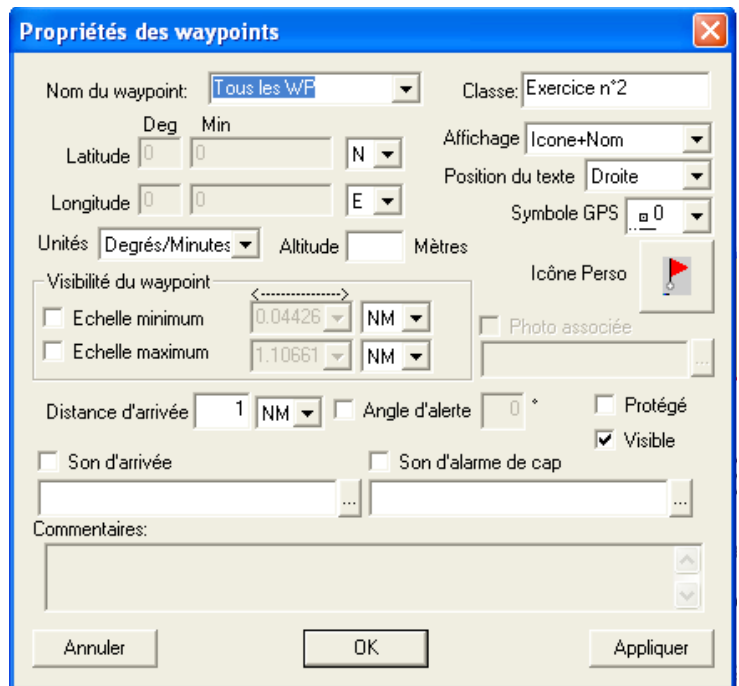 Propriétés des waypoints
Nom du waypoint: Tous les WP Classe: Exercice n°2
Deg Min
Affichage Icone+Nom
Latitude 0 0 N
Position du texte Droite
Longitude 0 0 E
Symbole GPS 0
Unités Degrés/Minutes Altitude Mètres
Icône Perso
Visibilité du waypoint
<--------------->
Echelle minimum 0.04426 NM
Photo associée
Echelle maximum 1.10661 NM
...
Distance d'arrivée 1 NM Angle d'alerte 0 °
Protégé
Visible
Son d'arrivée Son d'alarme de cap
... ...
Commentaires:
Annuler OK Appliquer